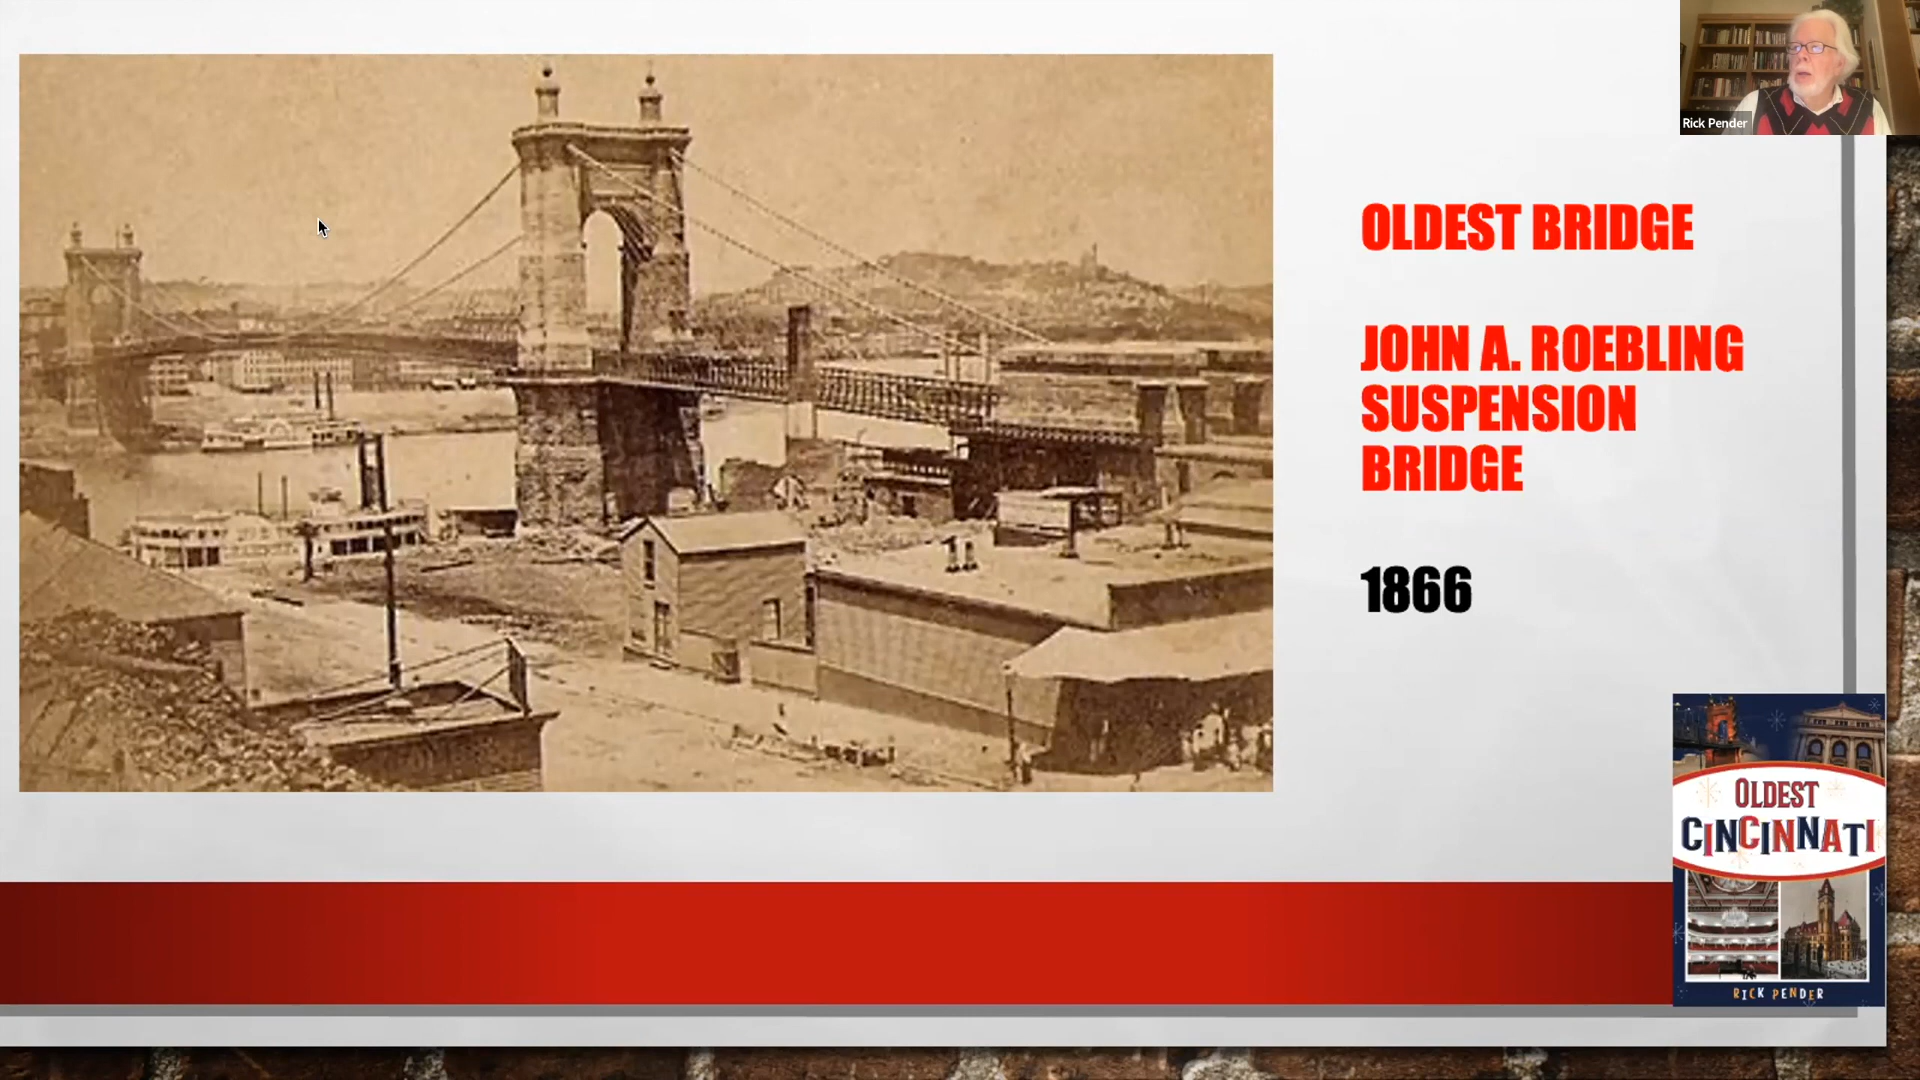 Rick Pender
OLDEST BRIDGE
JOHN A. ROEBLING
SUSPENSION
BRIDGE
1866
OLDEST
CINCINNATI
RICK PENDER